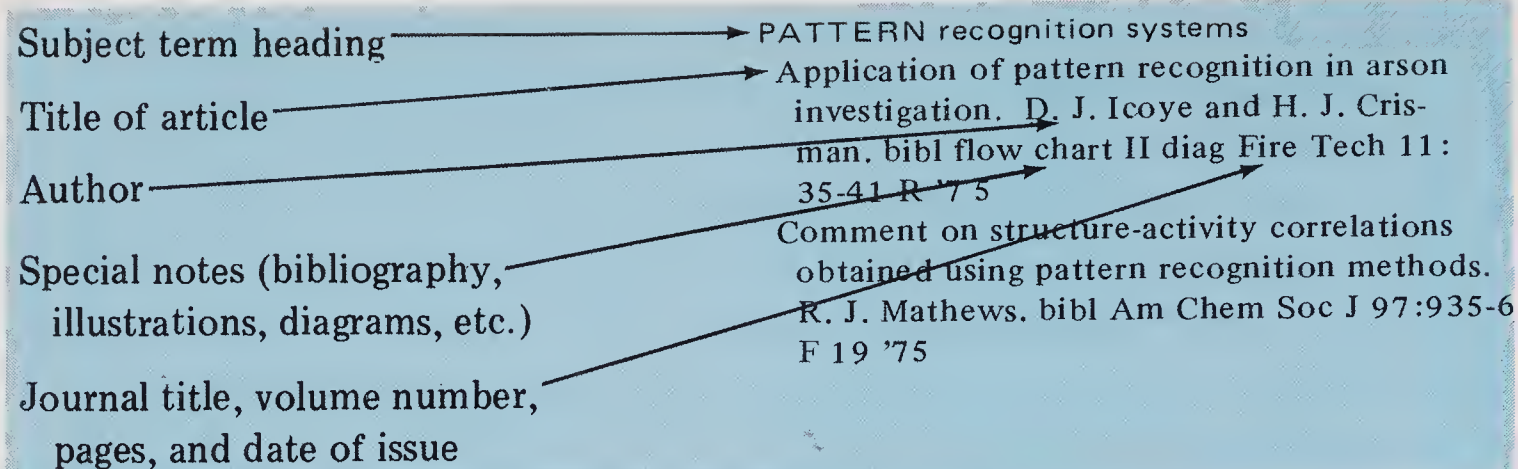 Subject term heading
Title of article
Author
Special notes (bibliography,
illustrations, diagrams, etc.)
Journal title, volume number,
pages, and date of issue
PATTERN recognition systems
Application of pattern recognition in arson
investigation. D. J. Icoye and H. J. Cris-
man. bibl flow chart II diag Fire Tech 11:
35-41 R '7 5
Comment on structure-activity correlations
obtained using pattern recognition methods.
R. J. Mathews. bibl Am Chem Soc J 97:935-6
F 19 '75